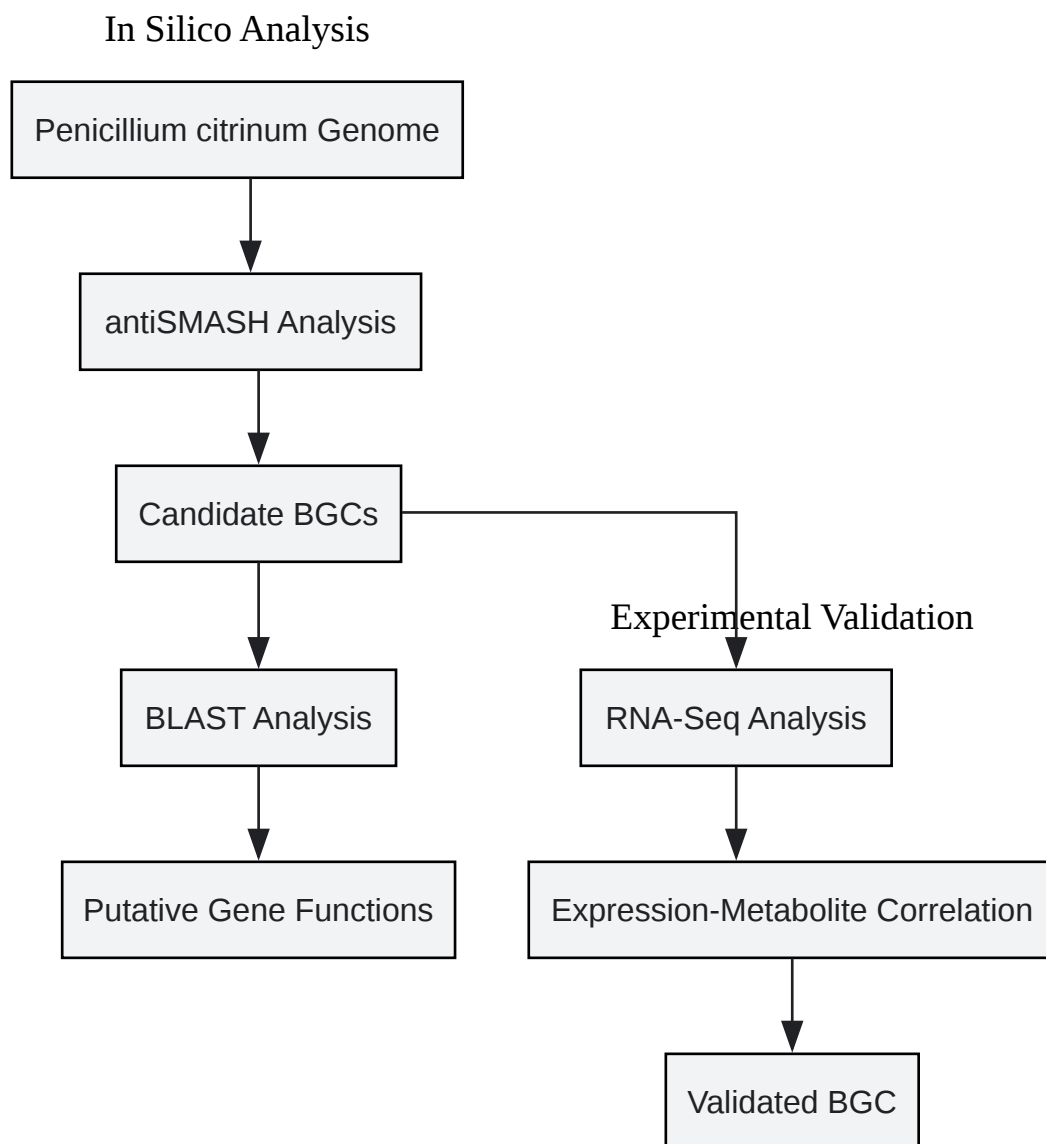 In Silico Analysis
Penicillium citrinum Genome
antiSMASH Analysis
Candidate BGCs
Experimental Validation
BLAST Analysis
RNA-Seq Analysis
Putative Gene Functions
Expression-Metabolite Correlation
Validated BGC